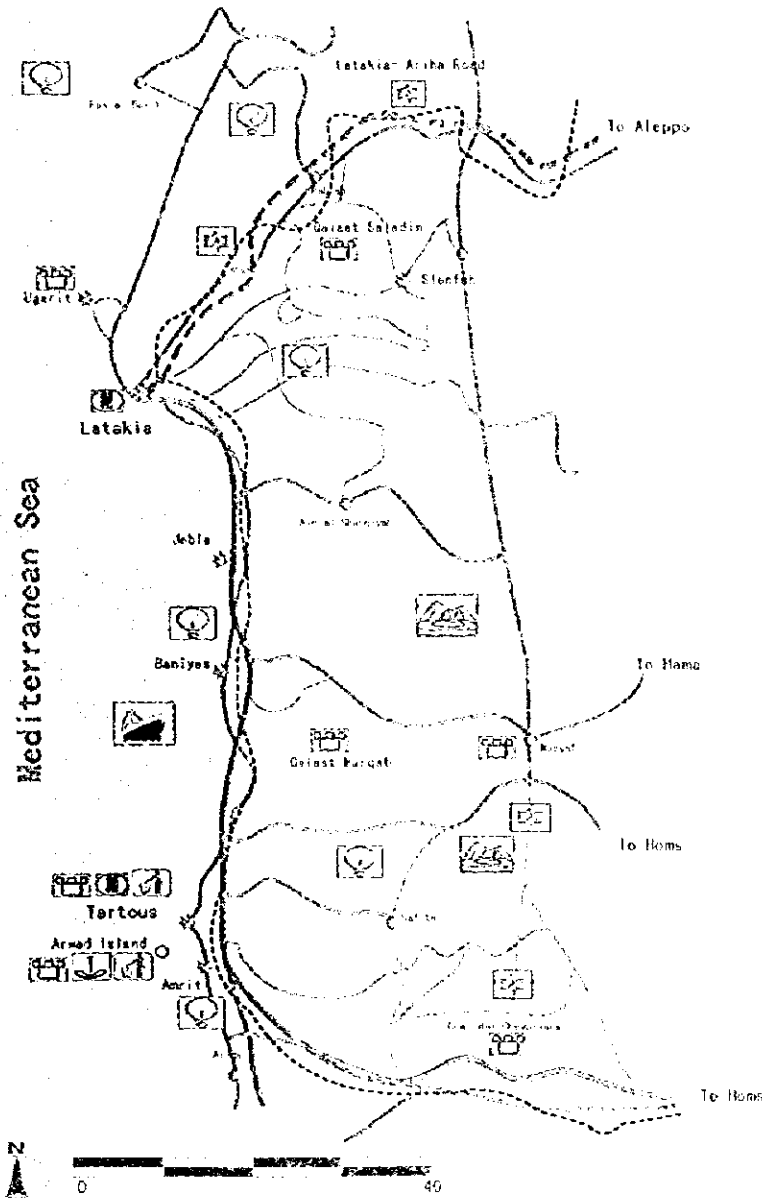 Latakia- Ariha Road
To Aleppo
Qalaat Saladin
Slenfeh
Ugarit
Latakia
Mediterranean Sea
Jebla
Baniyas
To Hama
Qalaat Marqab
To Homs
Tartous
Arwad Island
Amrit
To Homs
N
0
40